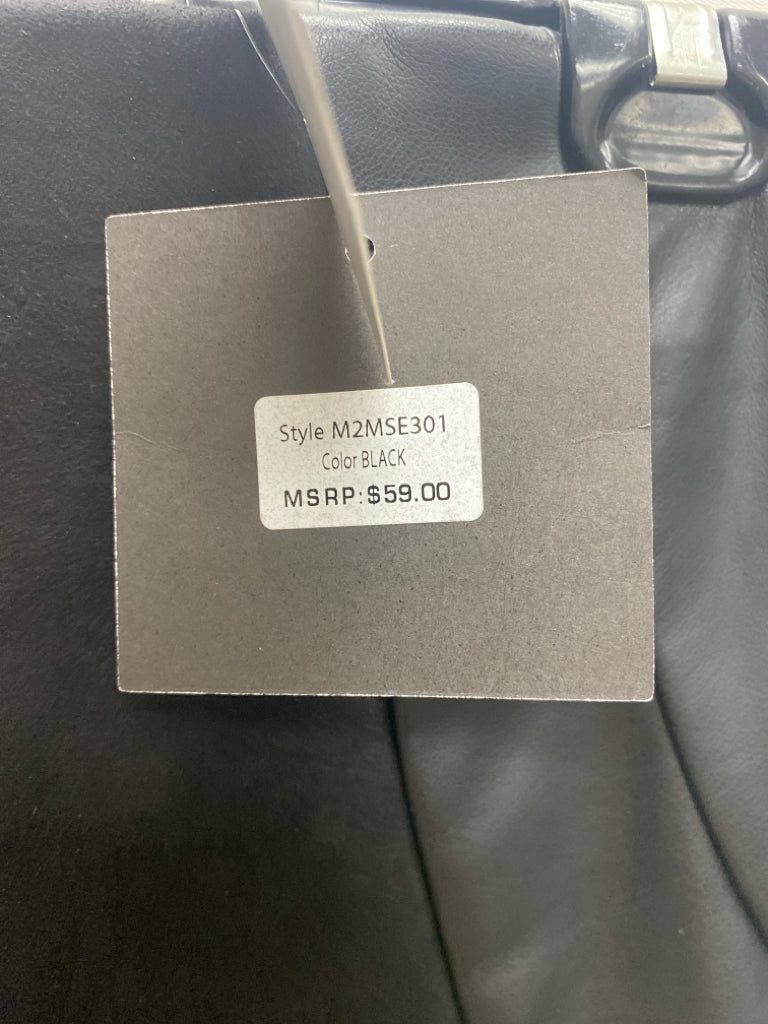 Style M2MSE301
Color BLACK
MSRP:$59.00